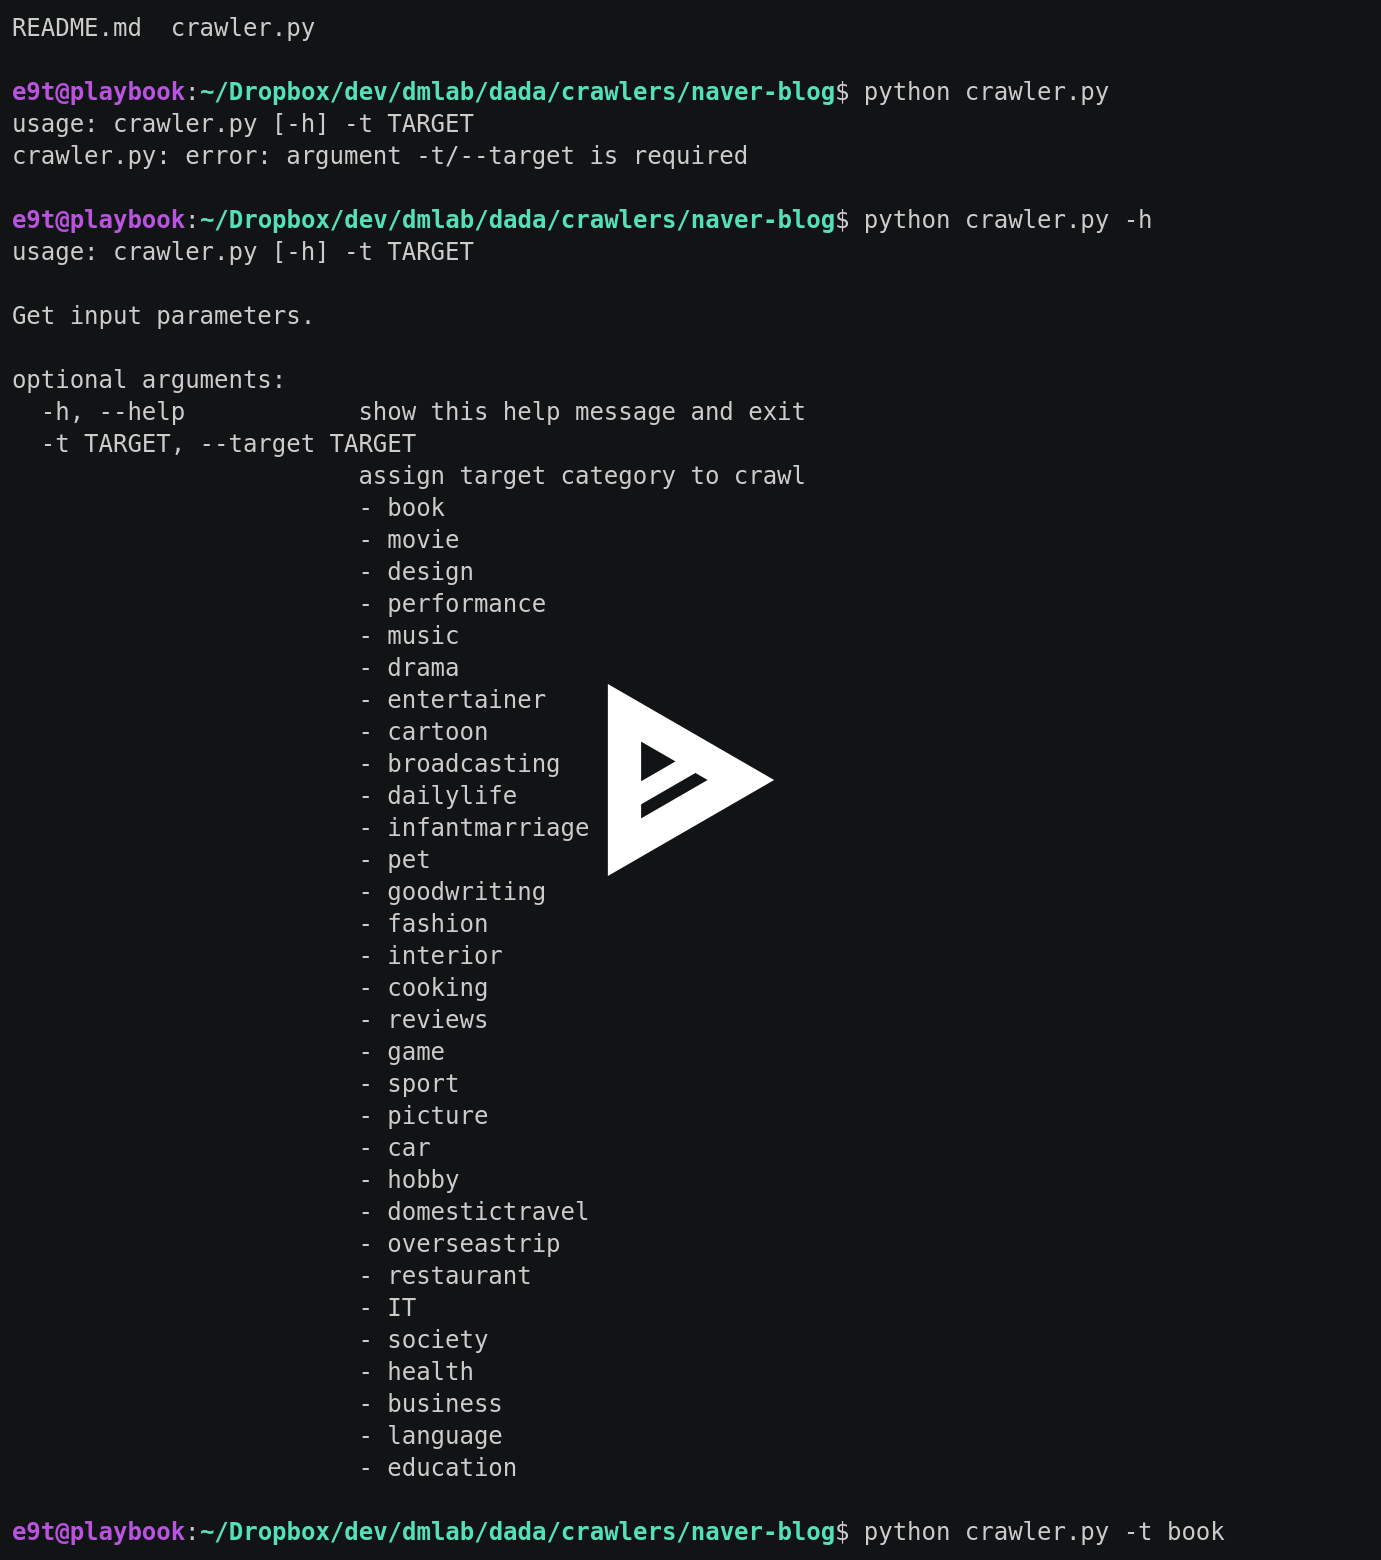 README.md  crawler.py
e9t@playbook:~/Dropbox/dev/dmlab/dada/crawlers/naver-blog$ python crawler.py
usage: crawler.py [-h] -t TARGET
crawler.py: error: argument -t/--target is required
e9t@playbook:~/Dropbox/dev/dmlab/dada/crawlers/naver-blog$ python crawler.py -h
usage: crawler.py [-h] -t TARGET
Get input parameters.
optional arguments:
  -h, --help            show this help message and exit
  -t TARGET, --target TARGET
                        assign target category to crawl
                        - book
                        - movie
                        - design
                        - performance
                        - music
                        - drama
                        - entertainer
                        - cartoon
                        - broadcasting
                        - dailylife
                        - infantmarriage
                        - pet
                        - goodwriting
                        - fashion
                        - interior
                        - cooking
                        - reviews
                        - game
                        - sport
                        - picture
                        - car
                        - hobby
                        - domestictravel
                        - overseastrip
                        - restaurant
                        - IT
                        - society
                        - health
                        - business
                        - language
                        - education
e9t@playbook:~/Dropbox/dev/dmlab/dada/crawlers/naver-blog$ python crawler.py -t book